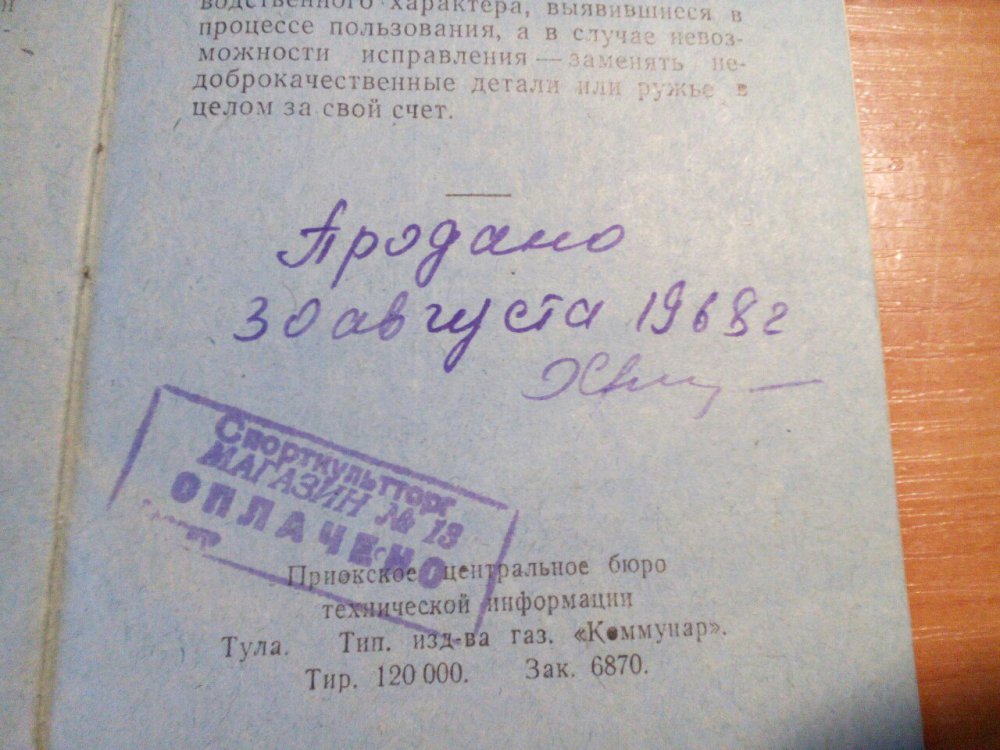 водственного характера, выявившиеся в
процессе пользования, а в случае невоз-
можности исправления — заменять не-
доброкачественные детали или ружье в
целом за свой счет.
Продано
30 августа 1968 г
Спорткультторг
МАГАЗИН № 13
ОПЛАЧЕНО
Приокское центральное бюро
технической информации
Тула. Тип. изд-ва газ. «Коммунар».
Тир. 120 000. Зак. 6870.